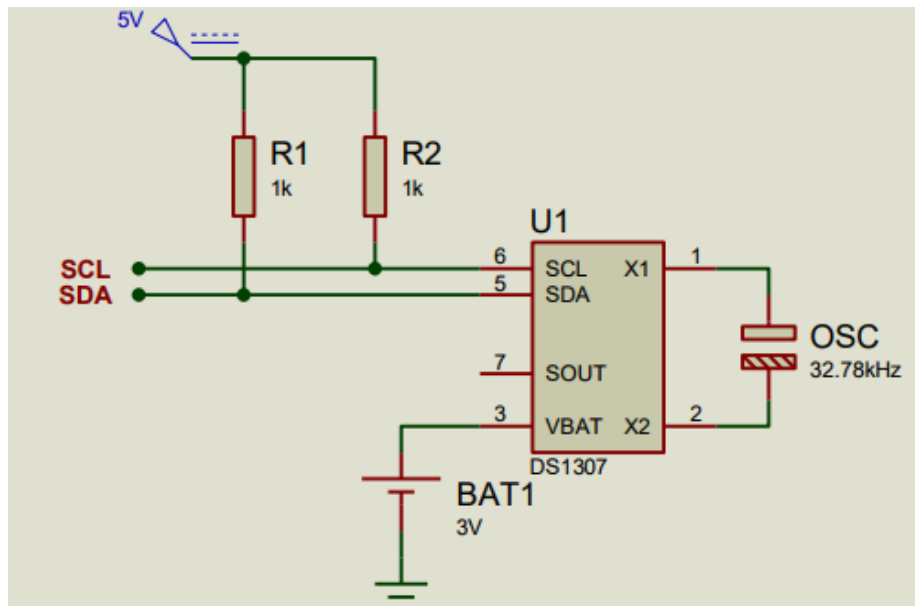 5V
R1
1k
R2
1k
U1
SCL
SDA
6
5
7
3
SCL
SDA
SOUT
VBAT
X1
X2
1
2
DS1307
OSC
32.78kHz
BAT1
3V